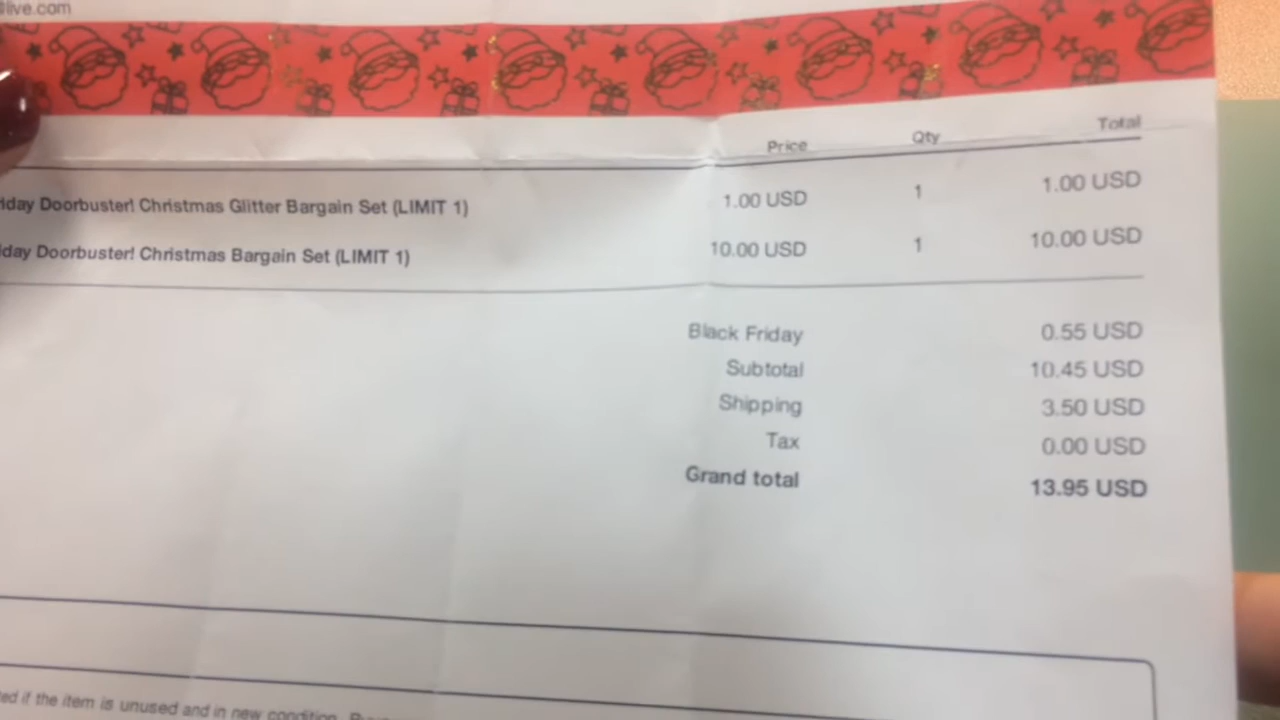 live.com
Price Qty Total
day Doorbuster! Christmas Glitter Bargain Set (LIMIT 1) 1.00 USD 1 1.00 USD
day Doorbuster! Christmas Bargain Set (LIMIT 1) 10.00 USD 1 10.00 USD
Black Friday 0.55 USD
Subtotal 10.45 USD
Shipping 3.50 USD
Tax 0.00 USD
Grand total 13.95 USD
ed if the item is unused and in new condition.